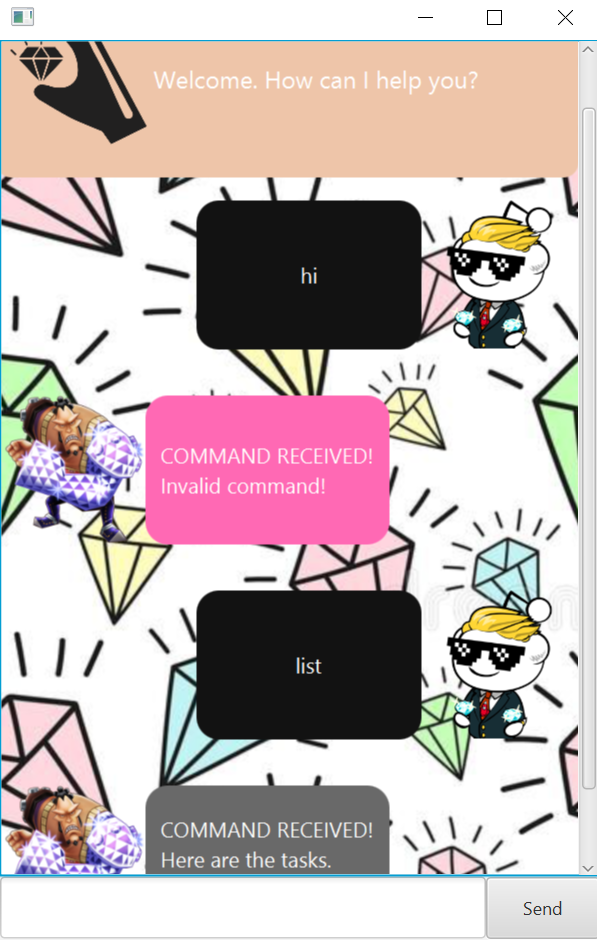 Welcome. How can I help you?
hi
COMMAND RECEIVED!
Invalid command!
list
COMMAND RECEIVED!
Here are the tasks.
Send